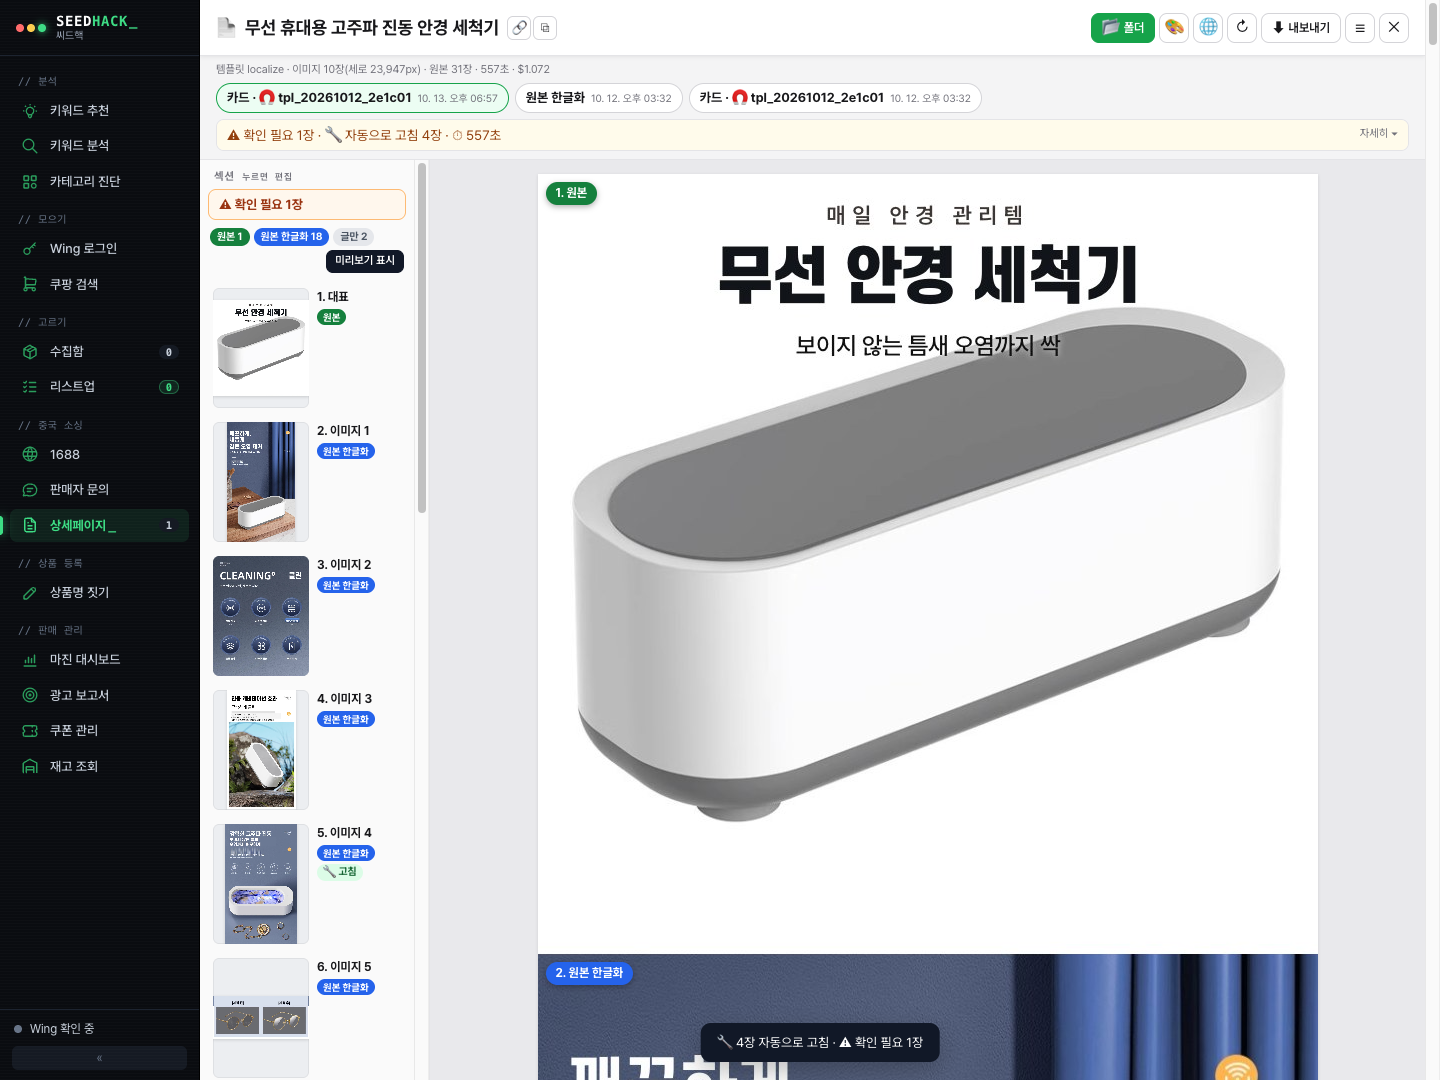 SEEDHACK_
씨드핵
// 분석
키워드 추천
키워드 분석
카테고리 진단
// 모으기
Wing 로그인
쿠팡 검색
// 고르기
수집함 0
리스트업 0
// 중국 소싱
1688
판매자 문의
상세페이지_ 1
// 상품 등록
상품명 짓기
// 판매 관리
마진 대시보드
광고 보고서
쿠폰 관리
재고 조회
Wing 확인 중
«
무선 휴대용 고주파 진동 안경 세척기
폴더
내보내기
템플릿 localize · 이미지 10장(세로 23,947px) · 원본 31장 · 557초 · $1.072
카드 · tpl_20261012_2e1c01 10. 13. 오후 06:57
원본 한글화 10. 12. 오후 03:32
카드 · tpl_20261012_2e1c01 10. 12. 오후 03:32
확인 필요 1장 · 자동으로 고침 4장 · 557초
자세히
섹션 누르면 편집
확인 필요 1장
원본 1 원본 한글화 18 글만 2
미리보기 표시
무선 안경 세척기
1. 대표
원본
2. 이미지 1
원본 한글화
CLEANING
3. 이미지 2
원본 한글화
4. 이미지 3
원본 한글화
5. 이미지 4
원본 한글화
고침
6. 이미지 5
원본 한글화
1. 원본
매일 안경 관리템
무선 안경 세척기
보이지 않는 틈새 오염까지 싹
2. 원본 한글화
4장 자동으로 고침 · 확인 필요 1장